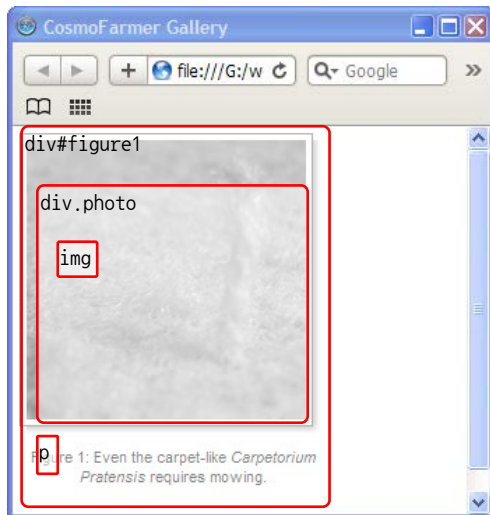 CosmoFarmer Gallery
file:///G:/w
Google
div#figure1
div.photo
img
p
Figure 1: Even the carpet-like Carpetorium
Pratensis requires mowing.